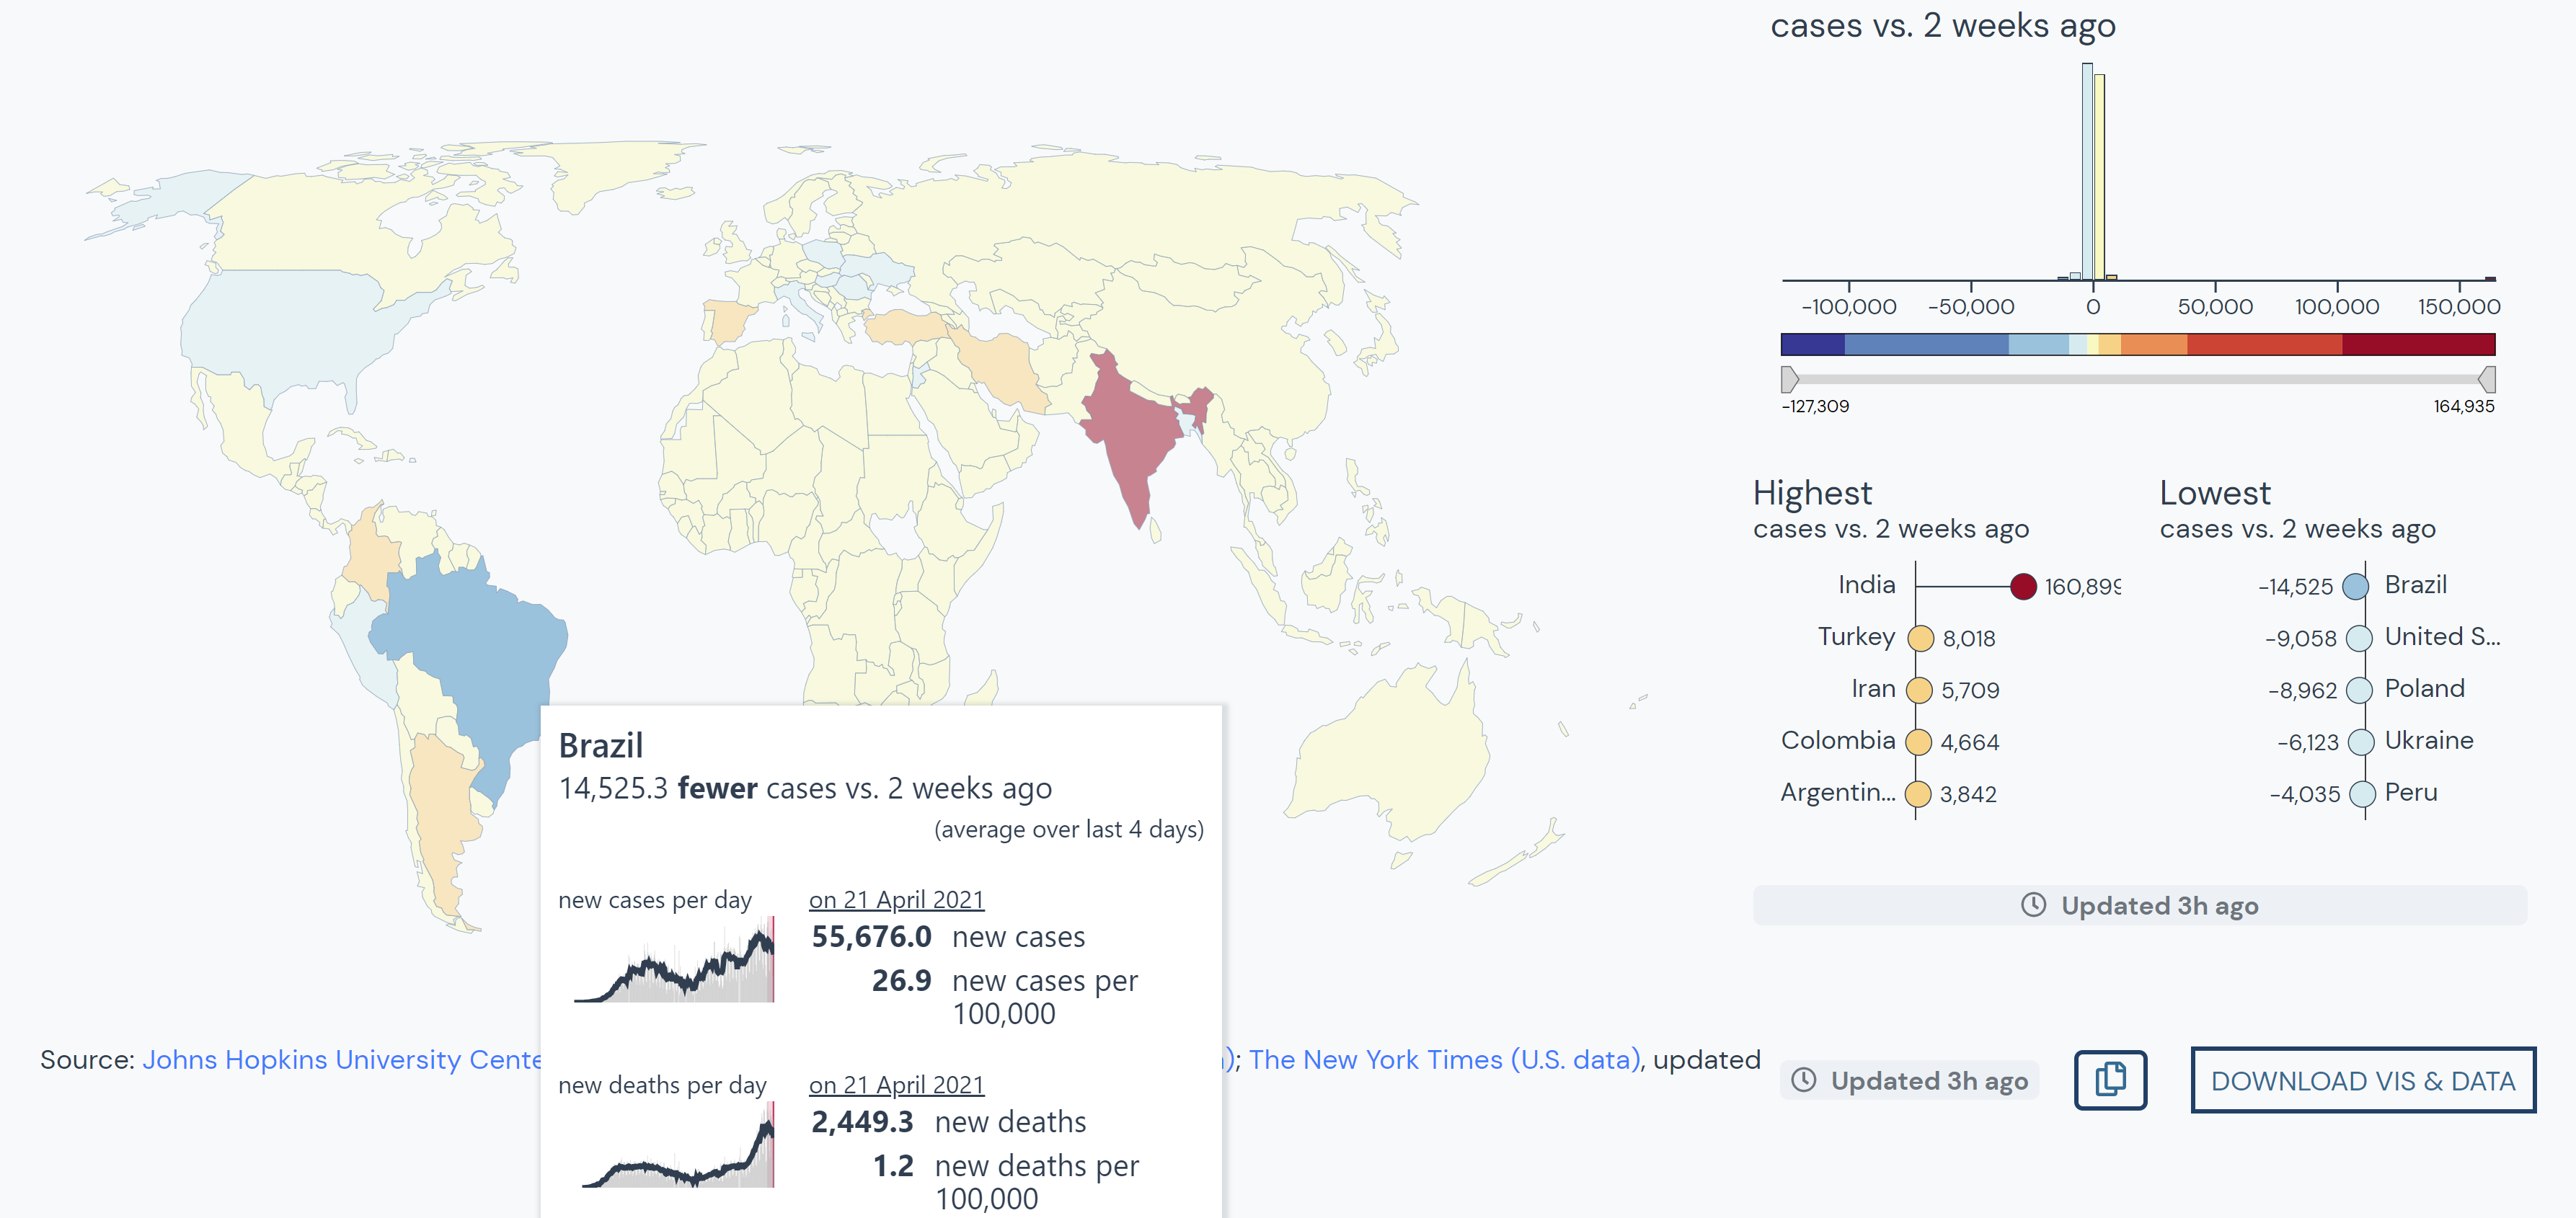 cases vs. 2 weeks ago
-100,000 -50,000 0 50,000 100,000 150,000
-127,309 164,935
Highest
cases vs. 2 weeks ago
India 160,899
Turkey 8,018
Iran 5,709
Colombia 4,664
Argentin... 3,842
Lowest
cases vs. 2 weeks ago
-14,525 Brazil
-9,058 United S...
-8,962 Poland
-6,123 Ukraine
-4,035 Peru
Updated 3h ago
Brazil
14,525.3 fewer cases vs. 2 weeks ago
(average over last 4 days)
new cases per day
on 21 April 2021
55,676.0 new cases
26.9 new cases per
100,000
new deaths per day
on 21 April 2021
2,449.3 new deaths
1.2 new deaths per
100,000
Source: Johns Hopkins University Cente ); The New York Times (U.S. data), updated
Updated 3h ago
DOWNLOAD VIS & DATA